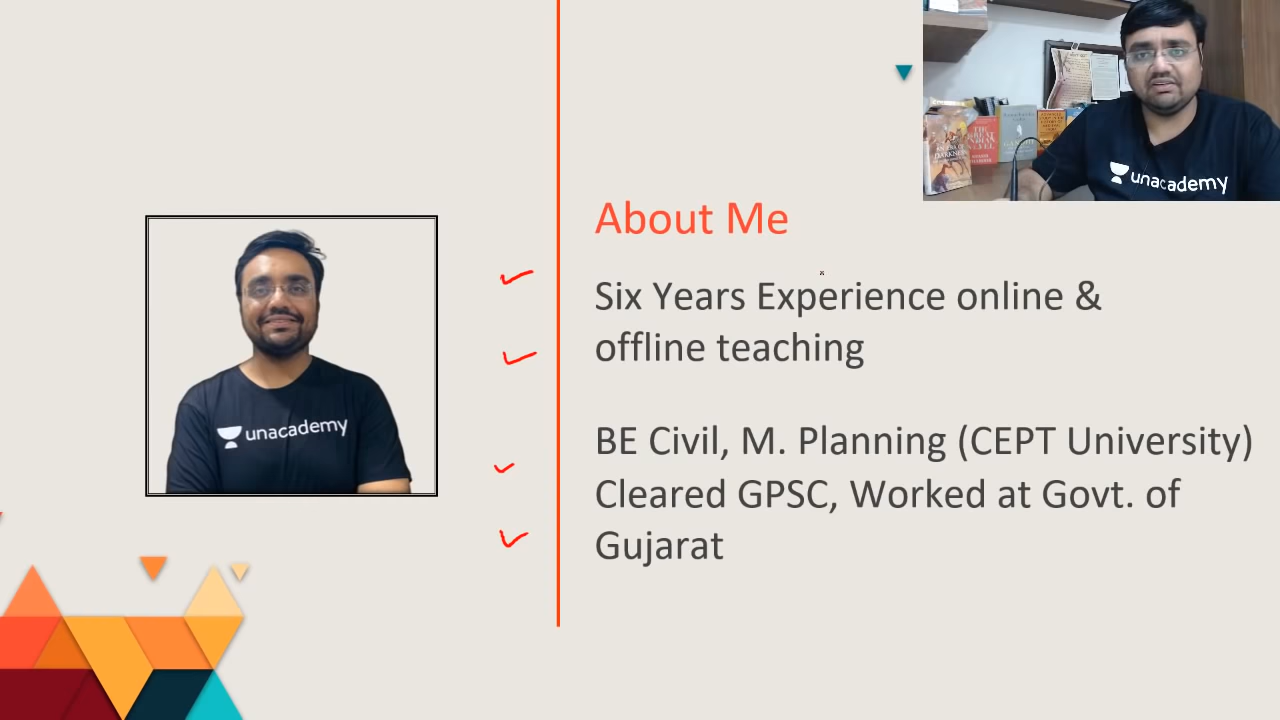 About Me
Six Years Experience online &
offline teaching
BE Civil, M. Planning (CEPT University)
Cleared GPSC, Worked at Govt. of
Gujarat
unacademy
unacademy